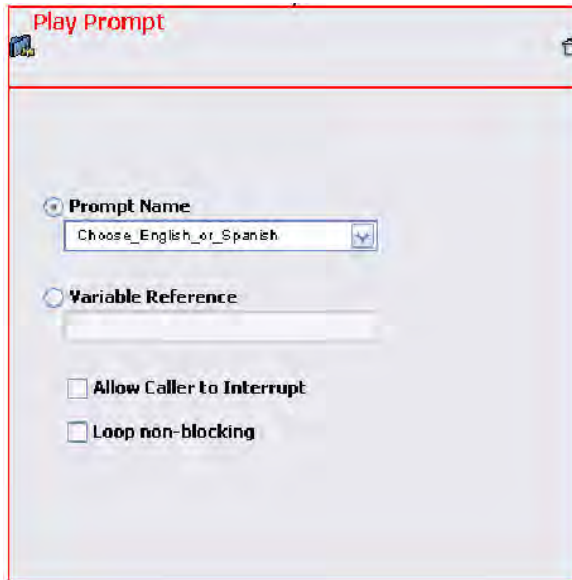 Play Prompt
Prompt Name
Choose_English_or_Spanish
Variable Reference
Allow Caller to Interrupt
Loop non-blocking